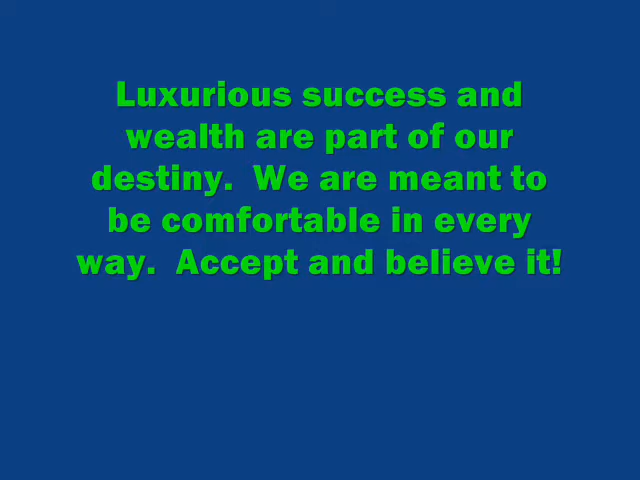 Luxurious success and
wealth are part of our
destiny.  We are meant to
be comfortable in every
way.  Accept and believe it!